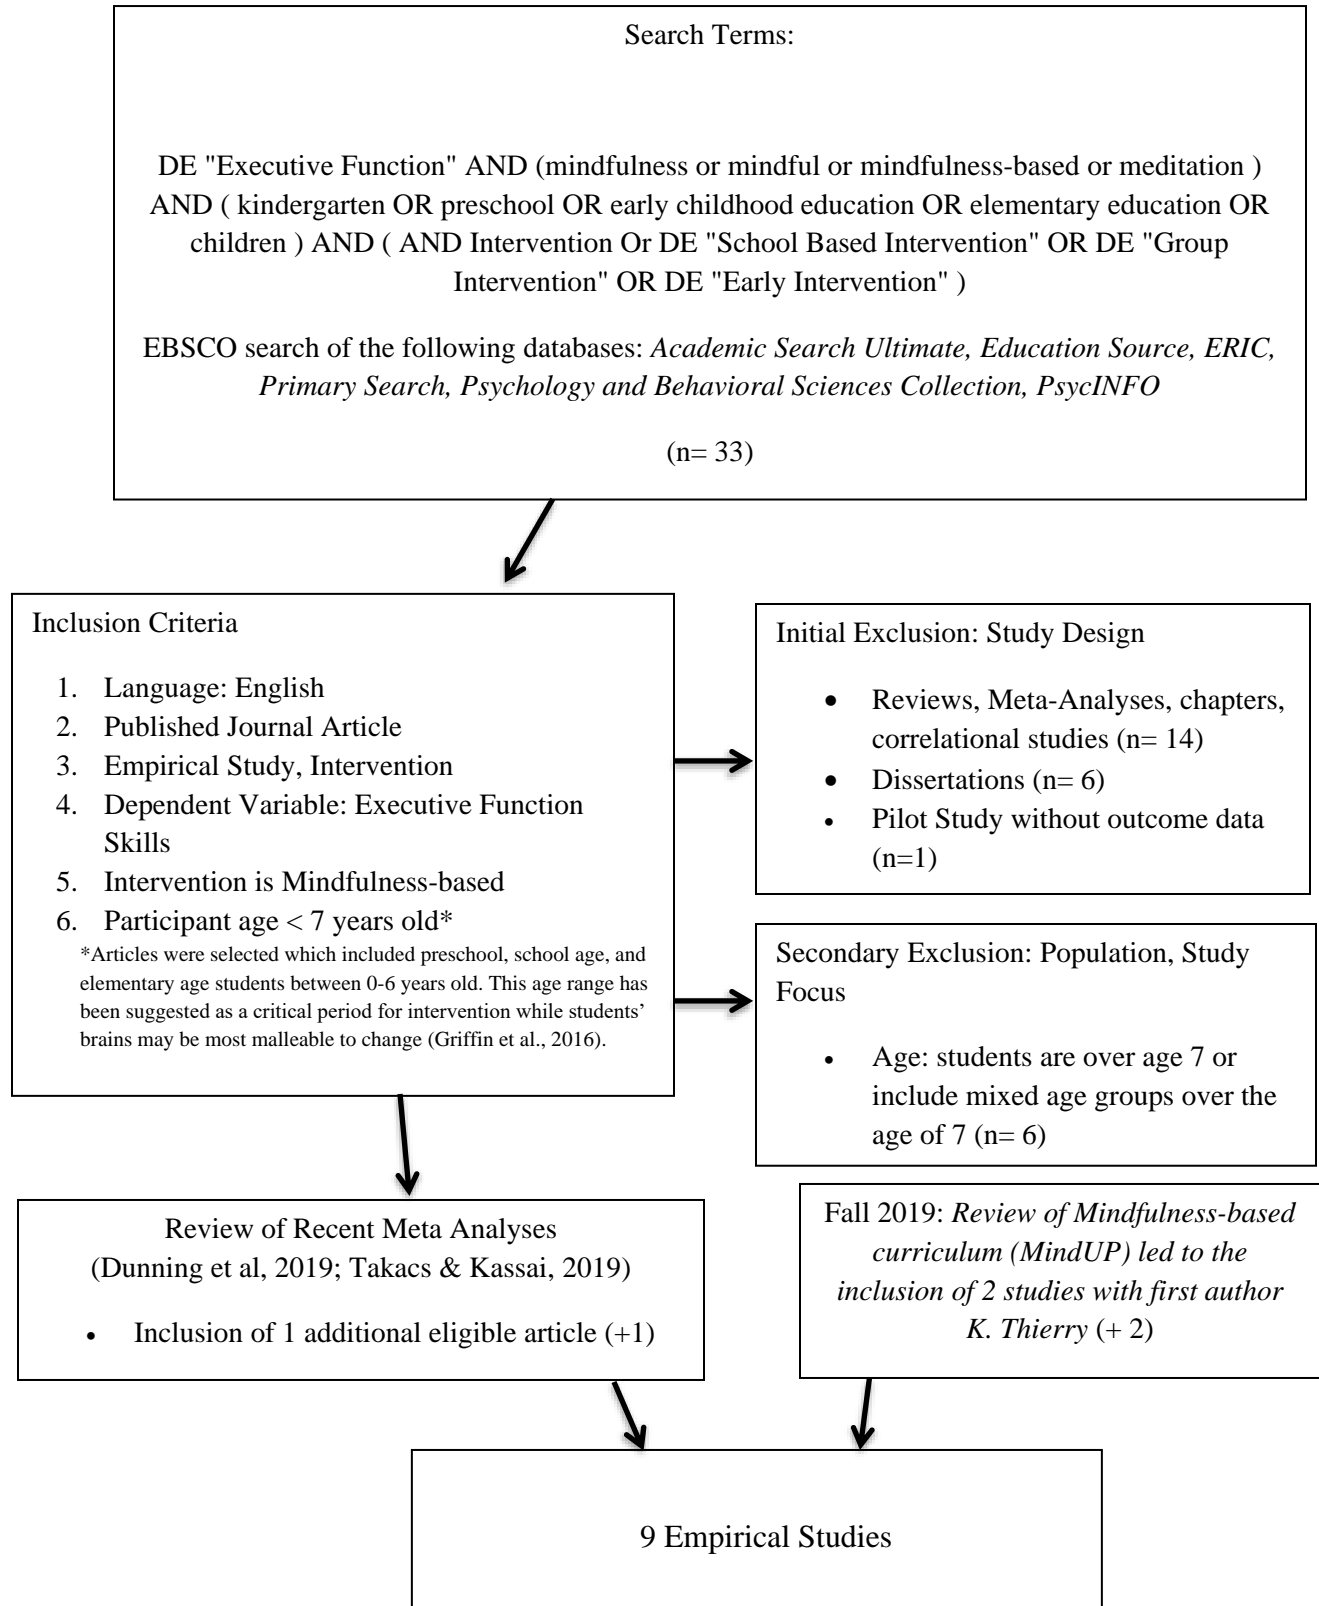 Search Terms:
DE "Executive Function" AND (mindfulness or mindful or mindfulness-based or meditation )
AND ( kindergarten OR preschool OR early childhood education OR elementary education OR
children ) AND ( AND Intervention Or DE "School Based Intervention" OR DE "Group
Intervention" OR DE "Early Intervention" )
EBSCO search of the following databases: Academic Search Ultimate, Education Source, ERIC,
Primary Search, Psychology and Behavioral Sciences Collection, PsycINFO
(n= 33)
Inclusion Criteria
1. Language: English
2. Published Journal Article
3. Empirical Study, Intervention
4. Dependent Variable: Executive Function
Skills
5. Intervention is Mindfulness-based
6. Participant age < 7 years old*
*Articles were selected which included preschool, school age, and
elementary age students between 0-6 years old. This age range has
been suggested as a critical period for intervention while students’
brains may be most malleable to change (Griffin et al., 2016).
Initial Exclusion: Study Design
• Reviews, Meta-Analyses, chapters,
correlational studies (n= 14)
• Dissertations (n= 6)
• Pilot Study without outcome data
(n=1)
Secondary Exclusion: Population, Study
Focus
• Age: students are over age 7 or
include mixed age groups over the
age of 7 (n= 6)
Review of Recent Meta Analyses
(Dunning et al, 2019; Takacs & Kassai, 2019)
• Inclusion of 1 additional eligible article (+1)
Fall 2019: Review of Mindfulness-based
curriculum (MindUP) led to the
inclusion of 2 studies with first author
K. Thierry (+ 2)
9 Empirical Studies